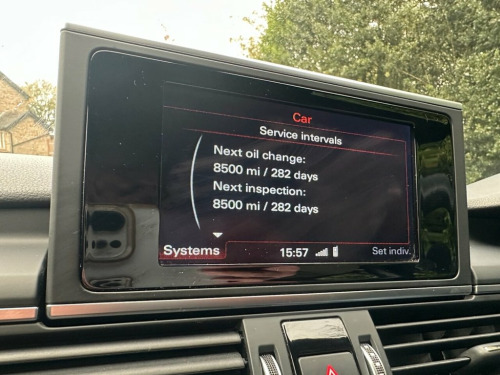 Car
Service intervals
Next oil change:
8500 mi / 282 days
Next inspection:
8500 mi / 282 days
Systems 15:57 Set indiv.